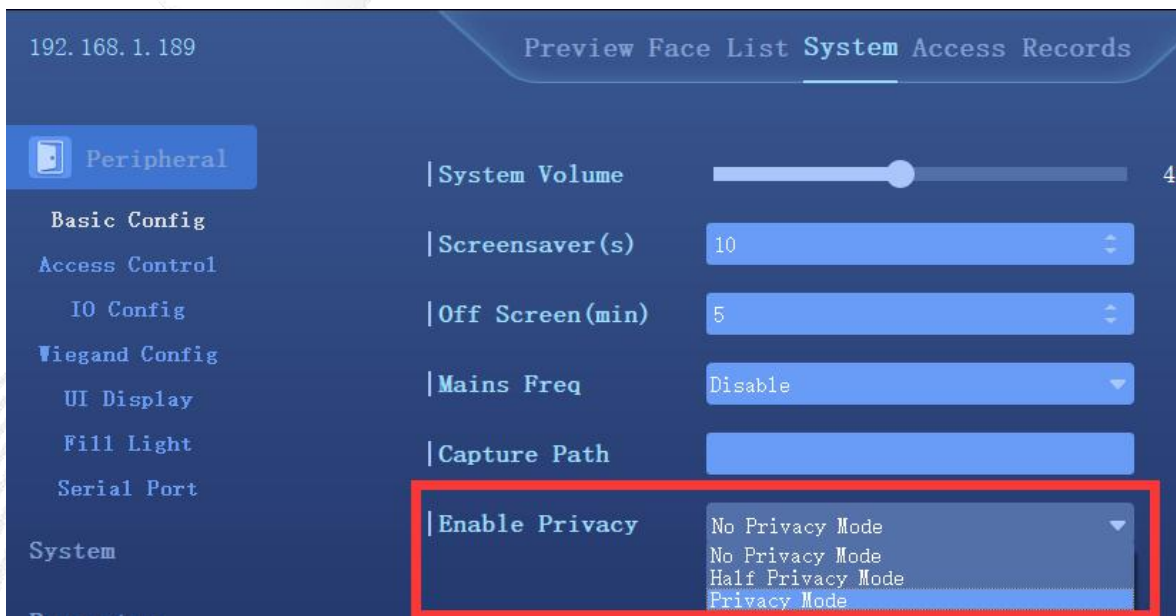 192.168.1.189
Preview Face List System Access Records
Peripheral
Basic Config
Access Control
IO Config
Wiegand Config
UI Display
Fill Light
Serial Port
System
System Volume 4
Screensaver(s) 10
Off Screen(min) 5
Mains Freq Disable
Capture Path
Enable Privacy No Privacy Mode
No Privacy Mode
Half Privacy Mode
Privacy Mode